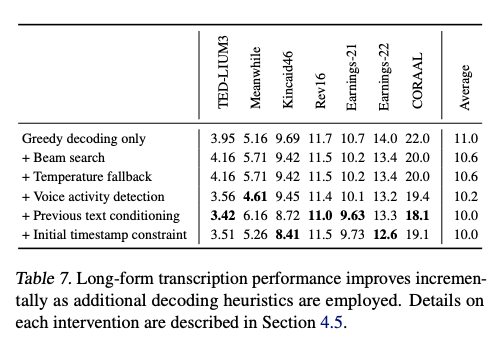 TED-LIUM3 Meanwhile Kincaid46 Rev16 Earnings-21 Earnings-22 CORAAL Average
Greedy decoding only 3.95 5.16 9.69 11.7 10.7 14.0 22.0 11.0
+ Beam search 4.16 5.71 9.42 11.5 10.2 13.4 20.0 10.6
+ Temperature fallback 4.16 5.71 9.42 11.5 10.2 13.4 20.0 10.6
+ Voice activity detection 3.56 4.61 9.45 11.4 10.1 13.2 19.4 10.2
+ Previous text conditioning 3.42 6.16 8.72 11.0 9.63 13.3 18.1 10.0
+ Initial timestamp constraint 3.51 5.26 8.41 11.5 9.73 12.6 19.1 10.0
Table 7. Long-form transcription performance improves incremen-
tally as additional decoding heuristics are employed. Details on
each intervention are described in Section 4.5.